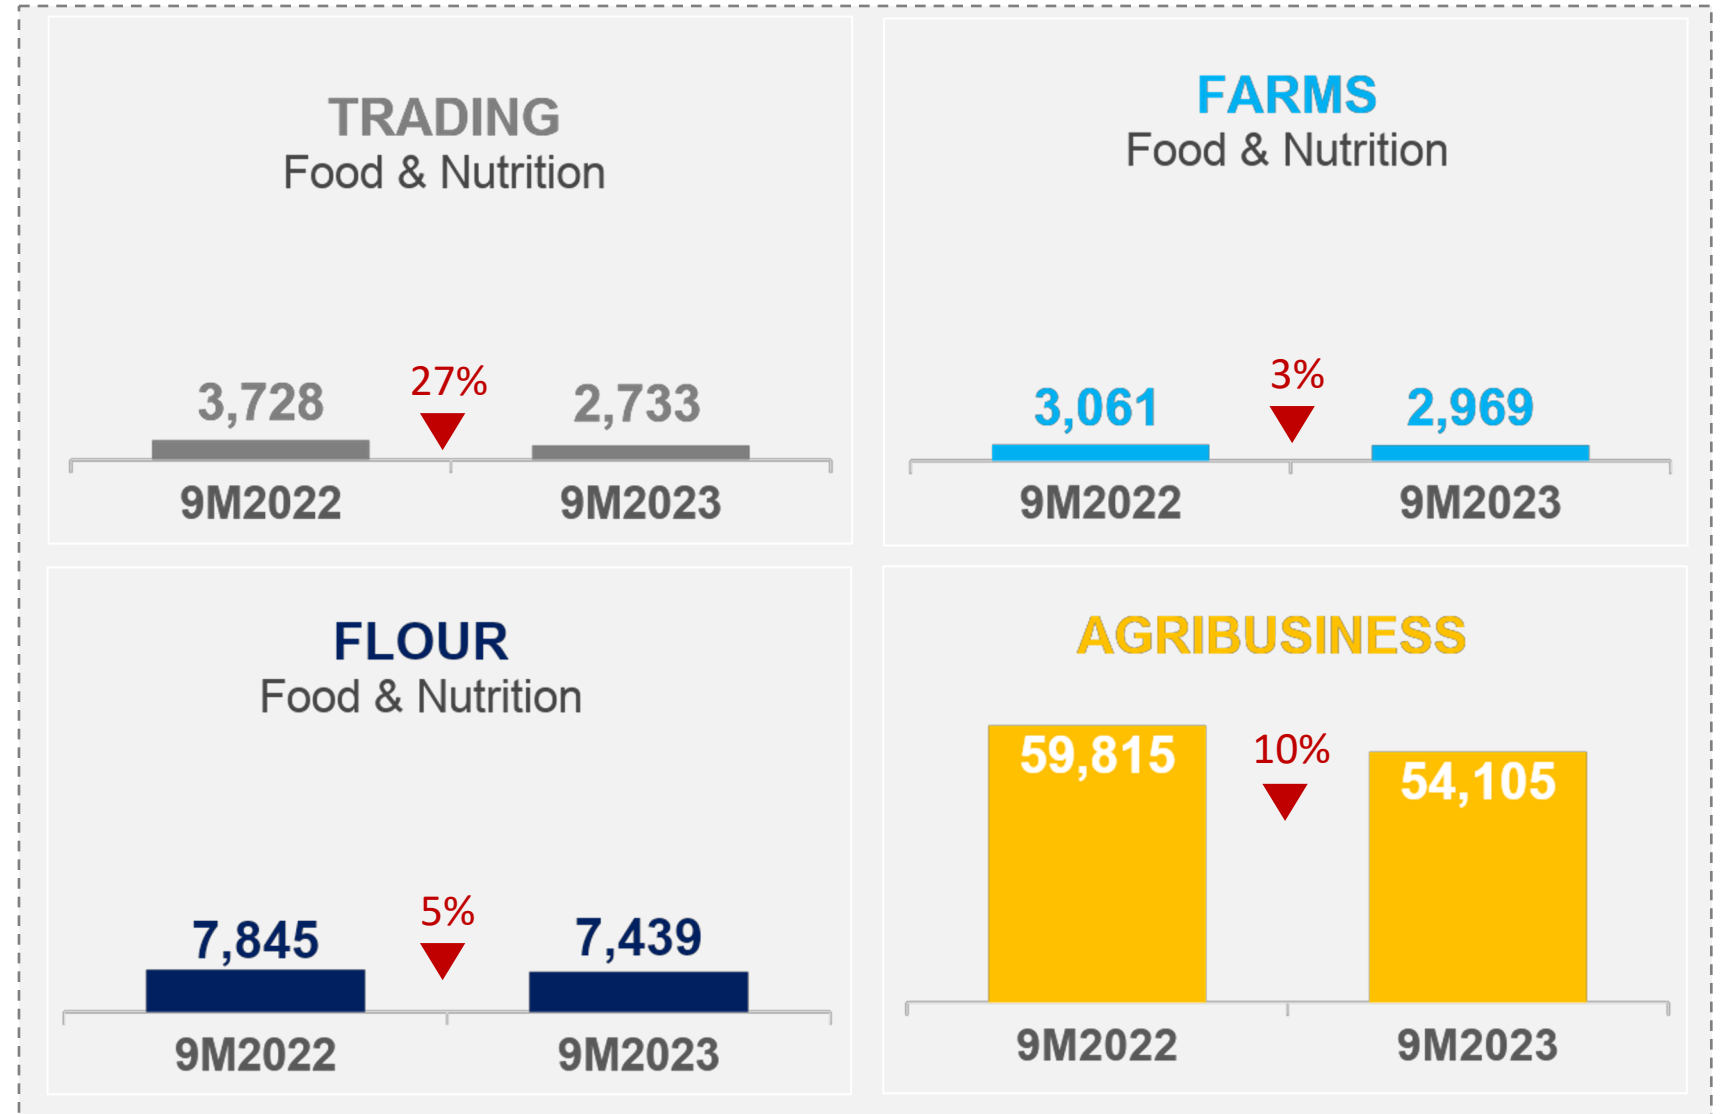 TRADING
Food & Nutrition
3,728
27%
2,733
9M2022
9M2023
FARMS
Food & Nutrition
3,061
3%
2,969
9M2022
9M2023
FLOUR
Food & Nutrition
7,845
5%
7,439
9M2022
9M2023
AGRIBUSINESS
59,815
10%
54,105
9M2022
9M2023